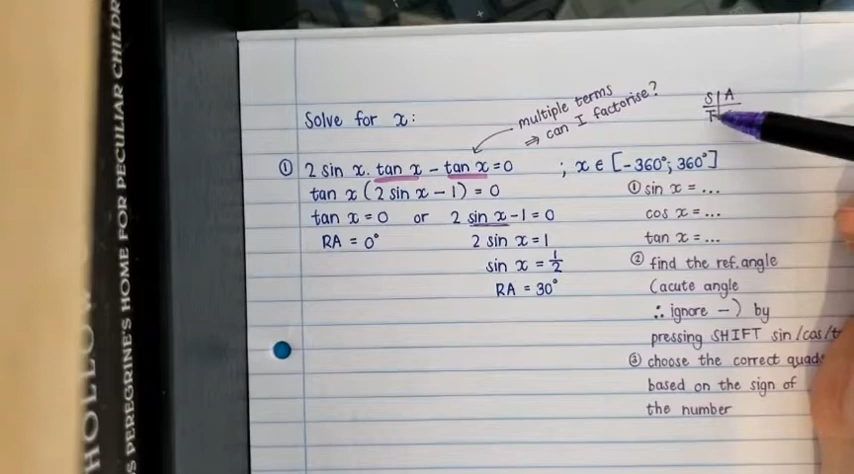 HOLLOW
S PEREGRINE'S HOME FOR PECULIAR CHILDR
Solve for x:
multiple terms
⇒ can I factorise?
S A
T
① 2 sin x. tan x - tan x = 0 ; x ∈ [-360°; 360°]
tan x (2 sin x - 1) = 0
tan x = 0 or 2 sin x - 1 = 0
RA = 0° 2 sin x = 1
sin x = 1/2
RA = 30°
① sin x = ...
cos x = ...
tan x = ...
② find the ref. angle
(acute angle
∴ ignore -) by
pressing SHIFT sin/cos/t
③ choose the correct quad
based on the sign of
the number